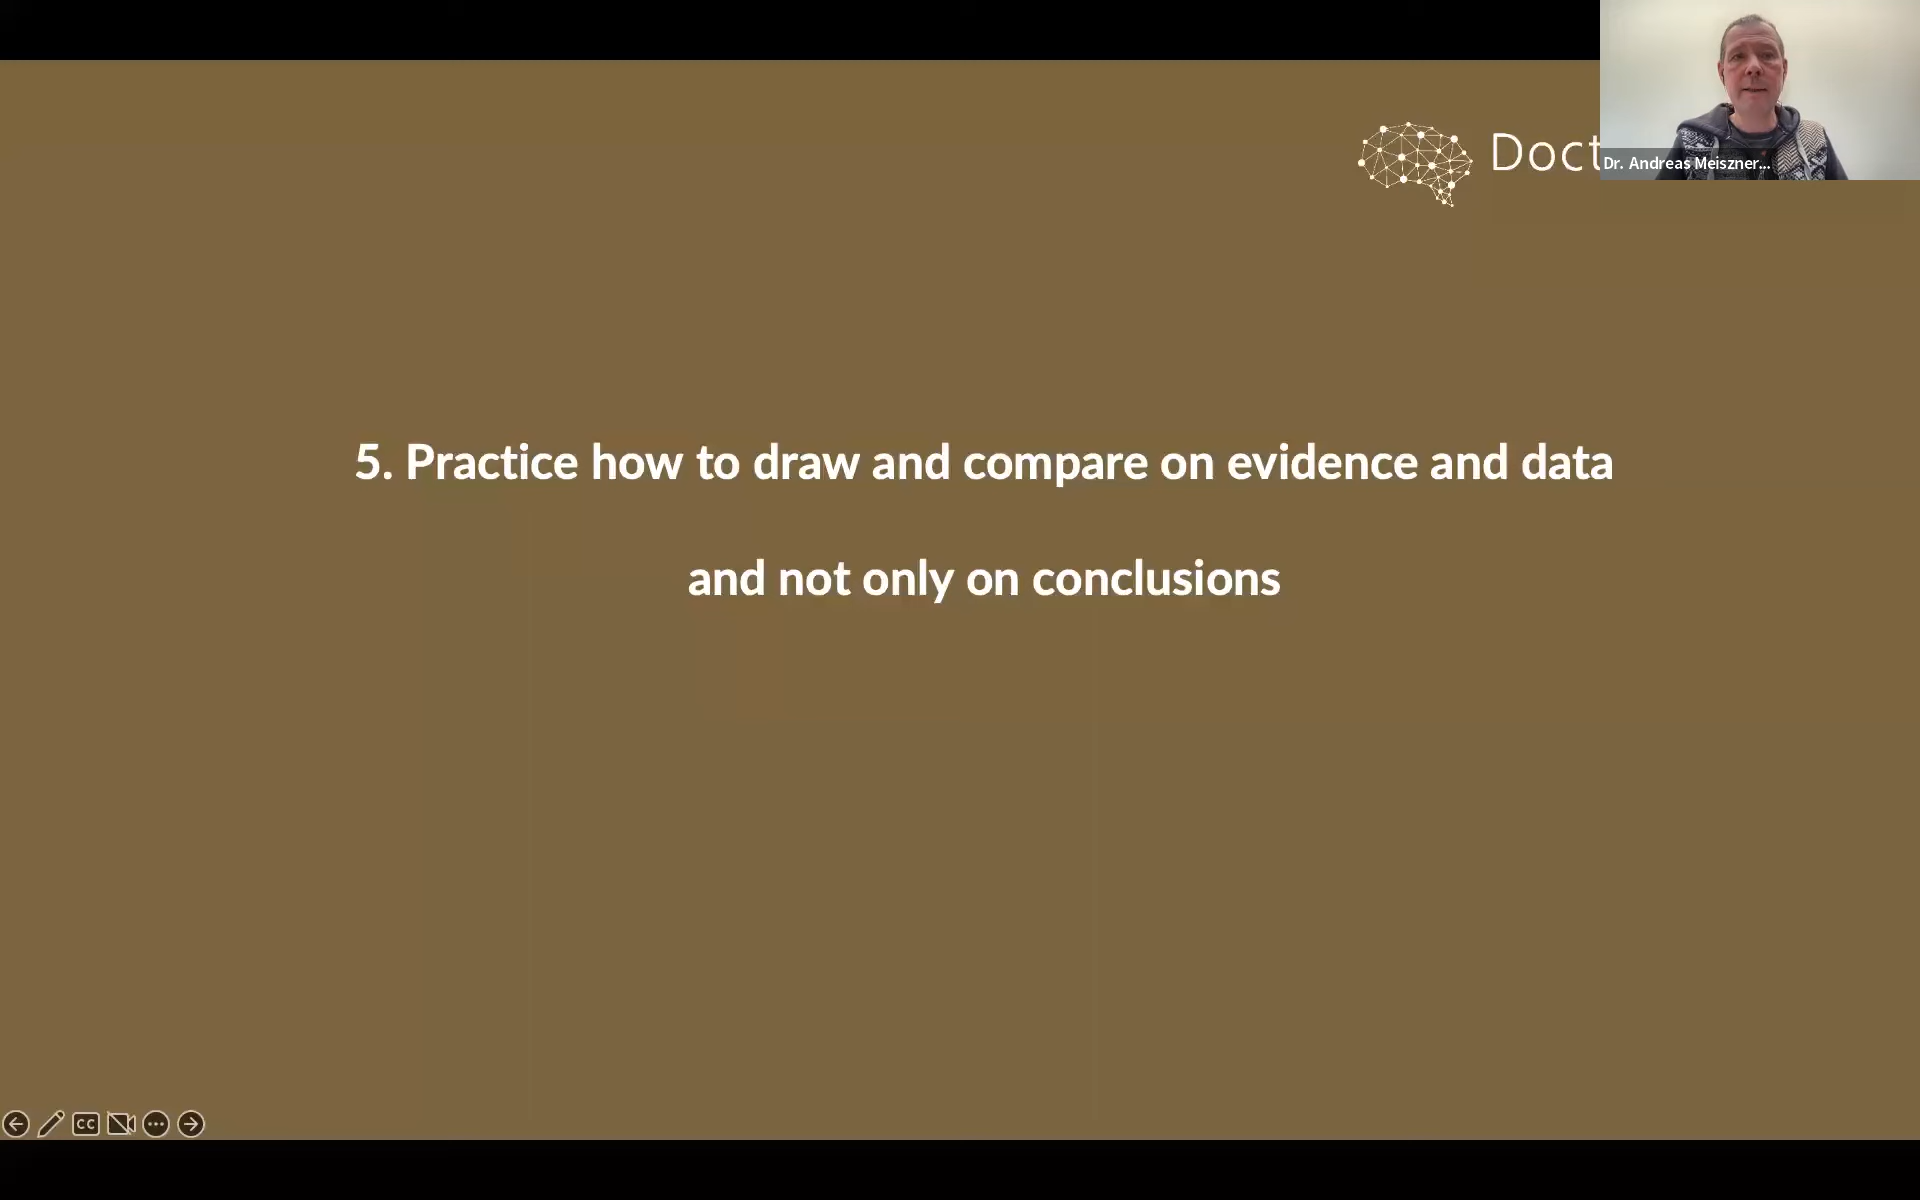 Doct
Dr. Andreas Meiszner...
5. Practice how to draw and compare on evidence and data
and not only on conclusions
CC